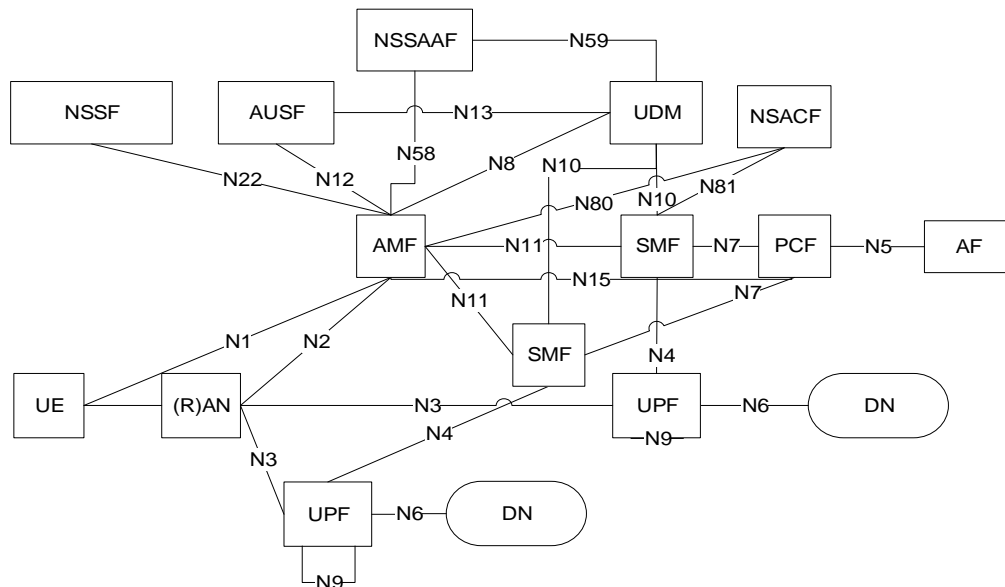 NSSAAF
N59
NSSF
AUSF
N13
UDM
NSACF
N58
N22
N12
N8
N10
N10
N80
N81
AMF
N11
SMF
N7
PCF
N5
AF
N15
N11
N7
N1
N2
SMF
N4
UE
(R)AN
N3
UPF
N6
DN
N4
N9
N3
UPF
N6
DN
N9